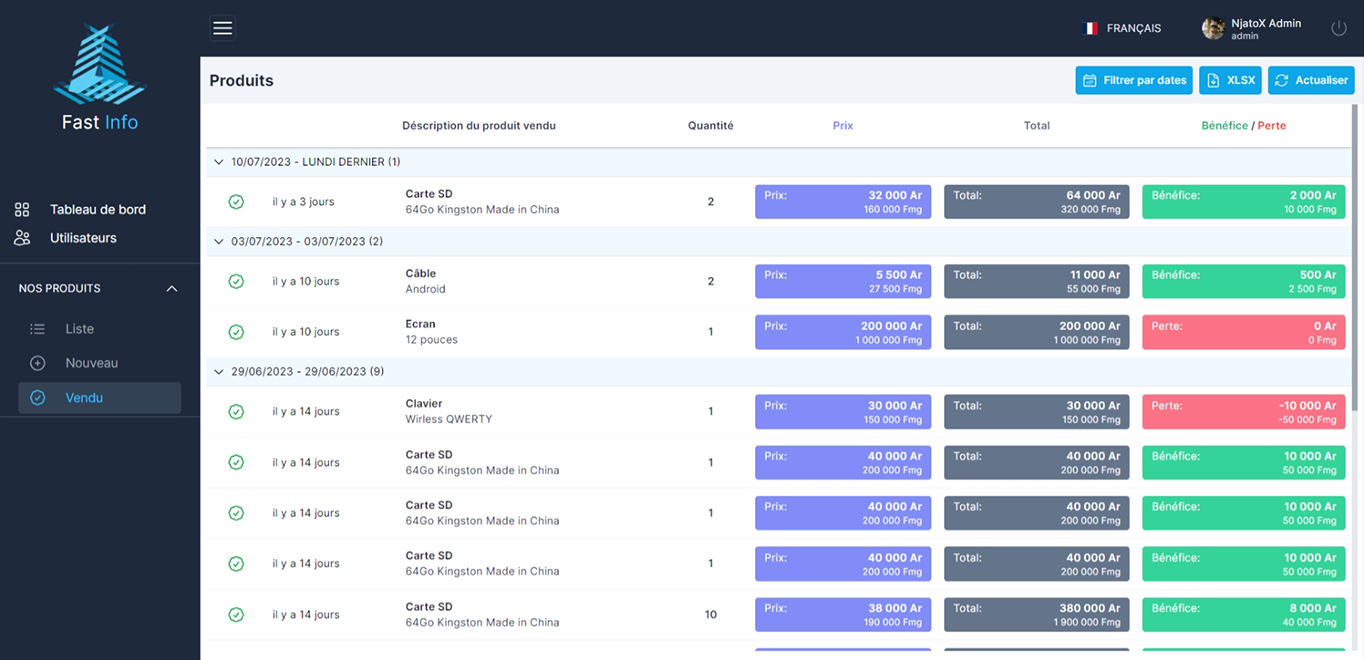 FRANÇAIS
NjatoX Admin
admin
Fast Info
Tableau de bord
Utilisateurs
NOS PRODUITS
Liste
Nouveau
Vendu
Produits
Filtrer par dates
XLSX
Actualiser
Déscription du produit vendu Quantité Prix Total Bénéfice / Perte
10/07/2023 - LUNDI DERNIER (1)
il y a 3 jours Carte SD 2 Prix: 32 000 Ar Total: 64 000 Ar Bénéfice: 2 000 Ar
64Go Kingston Made in China 160 000 Fmg 320 000 Fmg 10 000 Fmg
03/07/2023 - 03/07/2023 (2)
il y a 10 jours Câble 2 Prix: 5 500 Ar Total: 11 000 Ar Bénéfice: 500 Ar
Android 27 500 Fmg 55 000 Fmg 2 500 Fmg
il y a 10 jours Ecran 1 Prix: 200 000 Ar Total: 200 000 Ar Perte: 0 Ar
12 pouces 1 000 000 Fmg 1 000 000 Fmg 0 Fmg
29/06/2023 - 29/06/2023 (9)
il y a 14 jours Clavier 1 Prix: 30 000 Ar Total: 30 000 Ar Perte: -10 000 Ar
Wirless QWERTY 150 000 Fmg 150 000 Fmg -50 000 Fmg
il y a 14 jours Carte SD 1 Prix: 40 000 Ar Total: 40 000 Ar Bénéfice: 10 000 Ar
64Go Kingston Made in China 200 000 Fmg 200 000 Fmg 50 000 Fmg
il y a 14 jours Carte SD 1 Prix: 40 000 Ar Total: 40 000 Ar Bénéfice: 10 000 Ar
64Go Kingston Made in China 200 000 Fmg 200 000 Fmg 50 000 Fmg
il y a 14 jours Carte SD 1 Prix: 40 000 Ar Total: 40 000 Ar Bénéfice: 10 000 Ar
64Go Kingston Made in China 200 000 Fmg 200 000 Fmg 50 000 Fmg
il y a 14 jours Carte SD 10 Prix: 38 000 Ar Total: 380 000 Ar Bénéfice: 8 000 Ar
64Go Kingston Made in China 190 000 Fmg 1 900 000 Fmg 40 000 Fmg